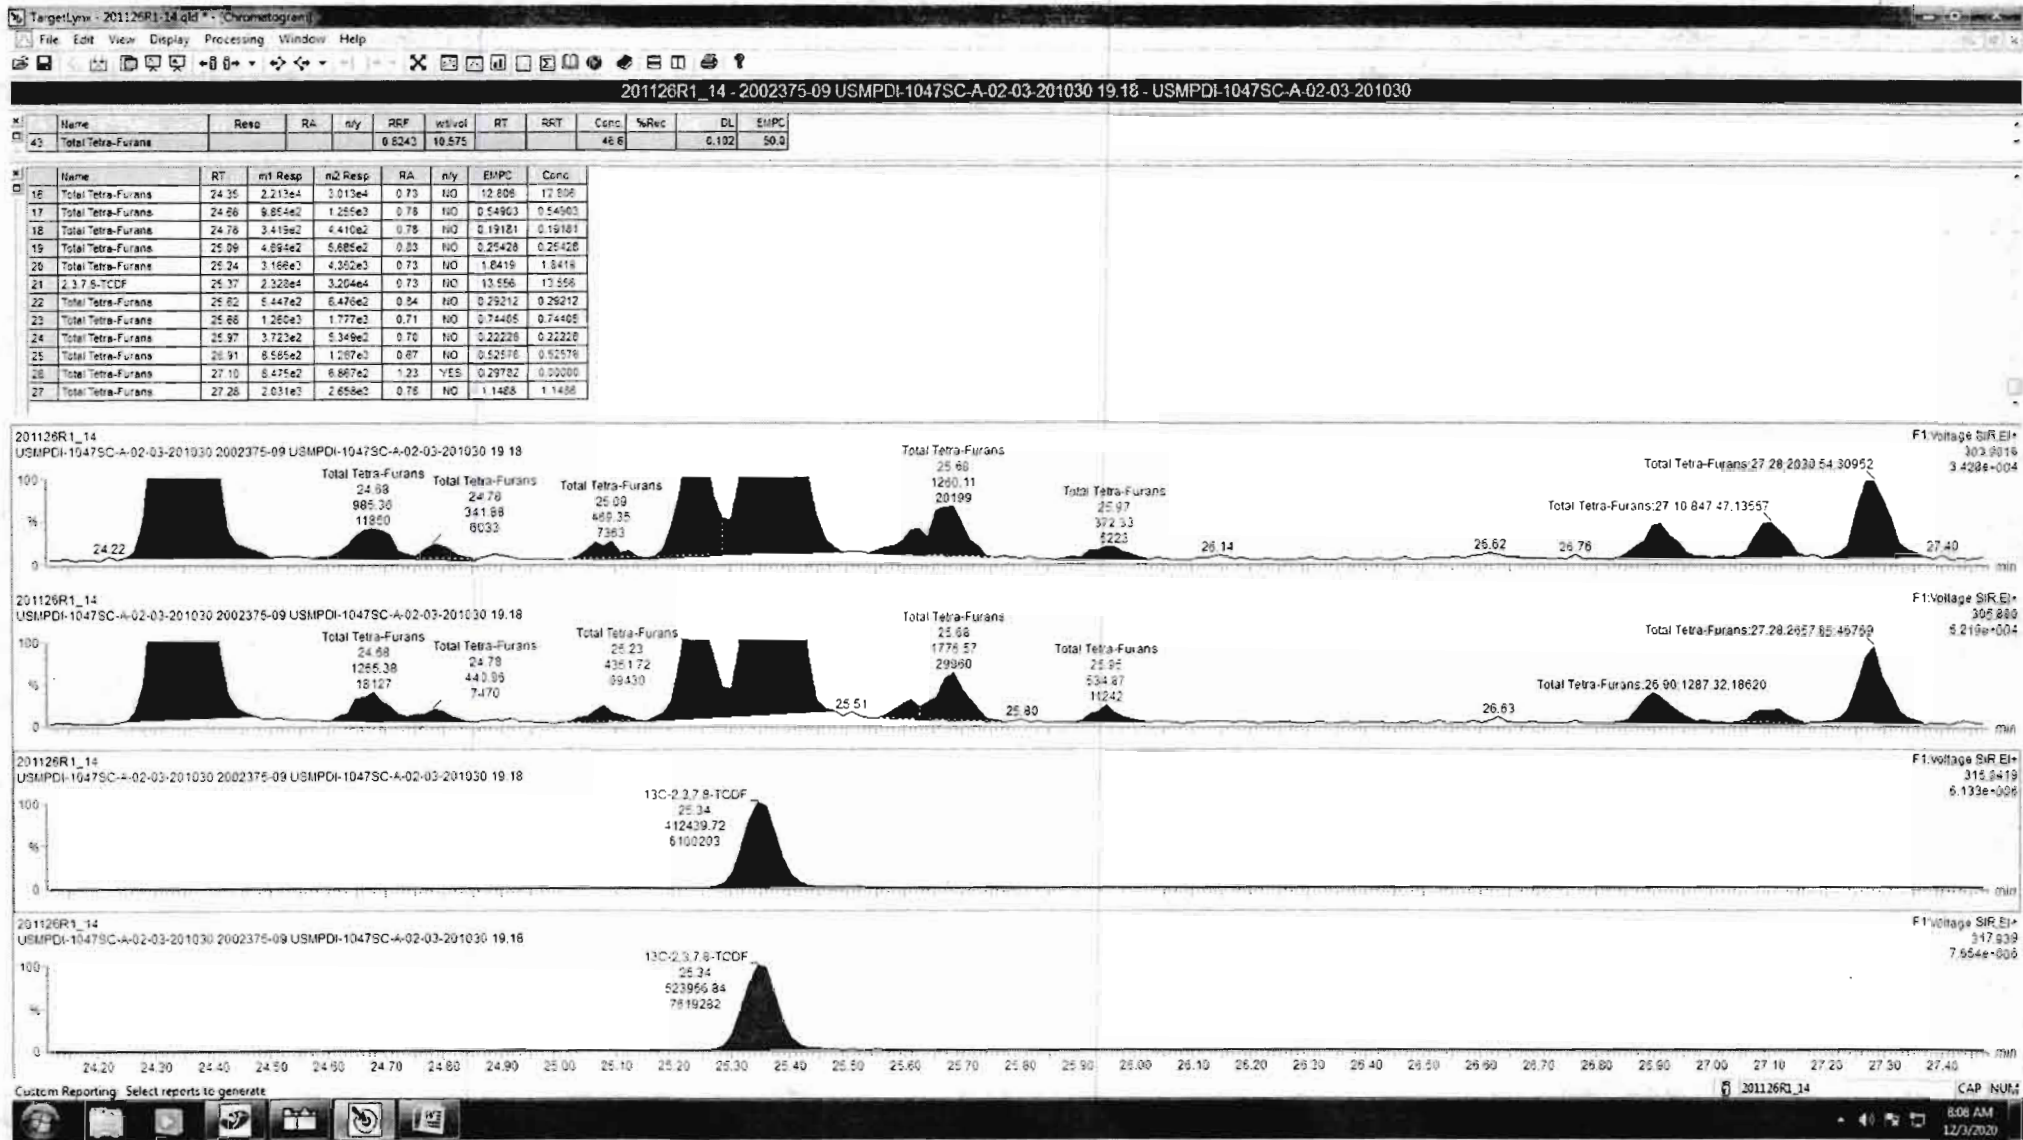 TargetLynx - 201126R1-14.qld * - [Chromatogram]
File Edit View Display Processing Window Help
201126R1_14 - 2002375-09 USMPDI-1047SC-A-02-03-201030 19.18 - USMPDI-1047SC-A-02-03-201030
Name Resp RA n/y RRF wt/vol RT RRT Conc %Rec DL EMPC
43 Total Tetra-Furans 0.8243 10.575 0.102
Name RT m1 Resp m2 Resp RA n/y EMPC Conc
16 Total Tetra-Furans 24.35 2.213e4 3.013e4 0.73 NO 12.806
17 Total Tetra-Furans 9.854e2 1.255e3 0.78 NO 0.54903 0.54903
18 Total Tetra-Furans 24.78 3.419e2 4.410e2 0.78 NO 0.19181 0.19181
19 Total Tetra-Furans 25.09 4.694e2 5.685e2 0.83 NO 0.25428 0.25428
20 Total Tetra-Furans 25.24 3.166e3 4.352e3 0.73 NO 1.8419
21 2,3,7,8-TCDF 25.37 2.328e4 3.204e4 0.73 NO 13.556 13.556
22 Total Tetra-Furans 25.62 5.447e2 6.476e2 0.84 NO 0.29212 0.29212
23 Total Tetra-Furans 1.260e3 1.777e3 0.71 NO 0.74405 0.74405
24 Total Tetra-Furans 25.97 3.723e2 5.349e2 0.70 NO 0.22228 0.22228
25 Total Tetra-Furans 26.91 NO
26 Total Tetra-Furans 27.10 8.475e2 6.867e2 1.23 YES 0.29782 0.00000
27 Total Tetra-Furans 27.28 2.031e3 2.658e3 0.76 NO 1.1488 1.1488
201126R1_14
USMPDI-1047SC-A-02-03-201030 2002375-09 USMPDI-1047SC-A-02-03-201030 19.18
F1:Voltage SIR,EI+
303.9016
3.428e+004
100
%
0
24.22
Total Tetra-Furans
24.68
985.36
11850
Total Tetra-Furans
24.78
341.88
6033
Total Tetra-Furans
25.09
469.35
7363
Total Tetra-Furans
25.68
1260.11
20199
Total Tetra-Furans
25.97
372.33
6223
26.14
26.62
26.76
Total Tetra-Furans;27.10;847.47;13557
Total Tetra-Furans;27.28;2030.54;30952
27.40
min
201126R1_14
USMPDI-1047SC-A-02-03-201030 2002375-09 USMPDI-1047SC-A-02-03-201030 19.18
F1:Voltage SIR,EI+
5.219e+004
100
%
0
Total Tetra-Furans
24.68
1255.38
18127
Total Tetra-Furans
24.78
440.96
7470
Total Tetra-Furans
25.23
4351.72
69430
25.51
Total Tetra-Furans
25.68
1776.57
29960
25.80
Total Tetra-Furans
25.95
534.87
11242
26.63
Total Tetra-Furans;26.90;1287.32;18620
Total Tetra-Furans;27.28;2657.85;46769
min
201126R1_14
USMPDI-1047SC-A-02-03-201030 2002375-09 USMPDI-1047SC-A-02-03-201030 19.18
F1:Voltage SIR,EI+
315.9419
6.133e+006
100
%
0
13C-2,3,7,8-TCDF
25.34
412439.72
6100203
min
201126R1_14
USMPDI-1047SC-A-02-03-201030 2002375-09 USMPDI-1047SC-A-02-03-201030 19.18
F1:Voltage SIR,EI+
317.939
7.654e+006
100
%
0
13C-2,3,7,8-TCDF
25.34
523956.84
7619282
min
24.20 24.30 24.40 24.50 24.60 24.70 24.80 24.90 25.00 25.10 25.20 25.30 25.40 25.50 25.60 25.70 25.80 25.90 26.00 26.10 26.20 26.30 26.40 26.50 26.60 26.70 26.80 26.90 27.00 27.10 27.20 27.30 27.40
Custom Reporting: Select reports to generate
201126R1_14 CAP NUM
8:08 AM
12/3/2020